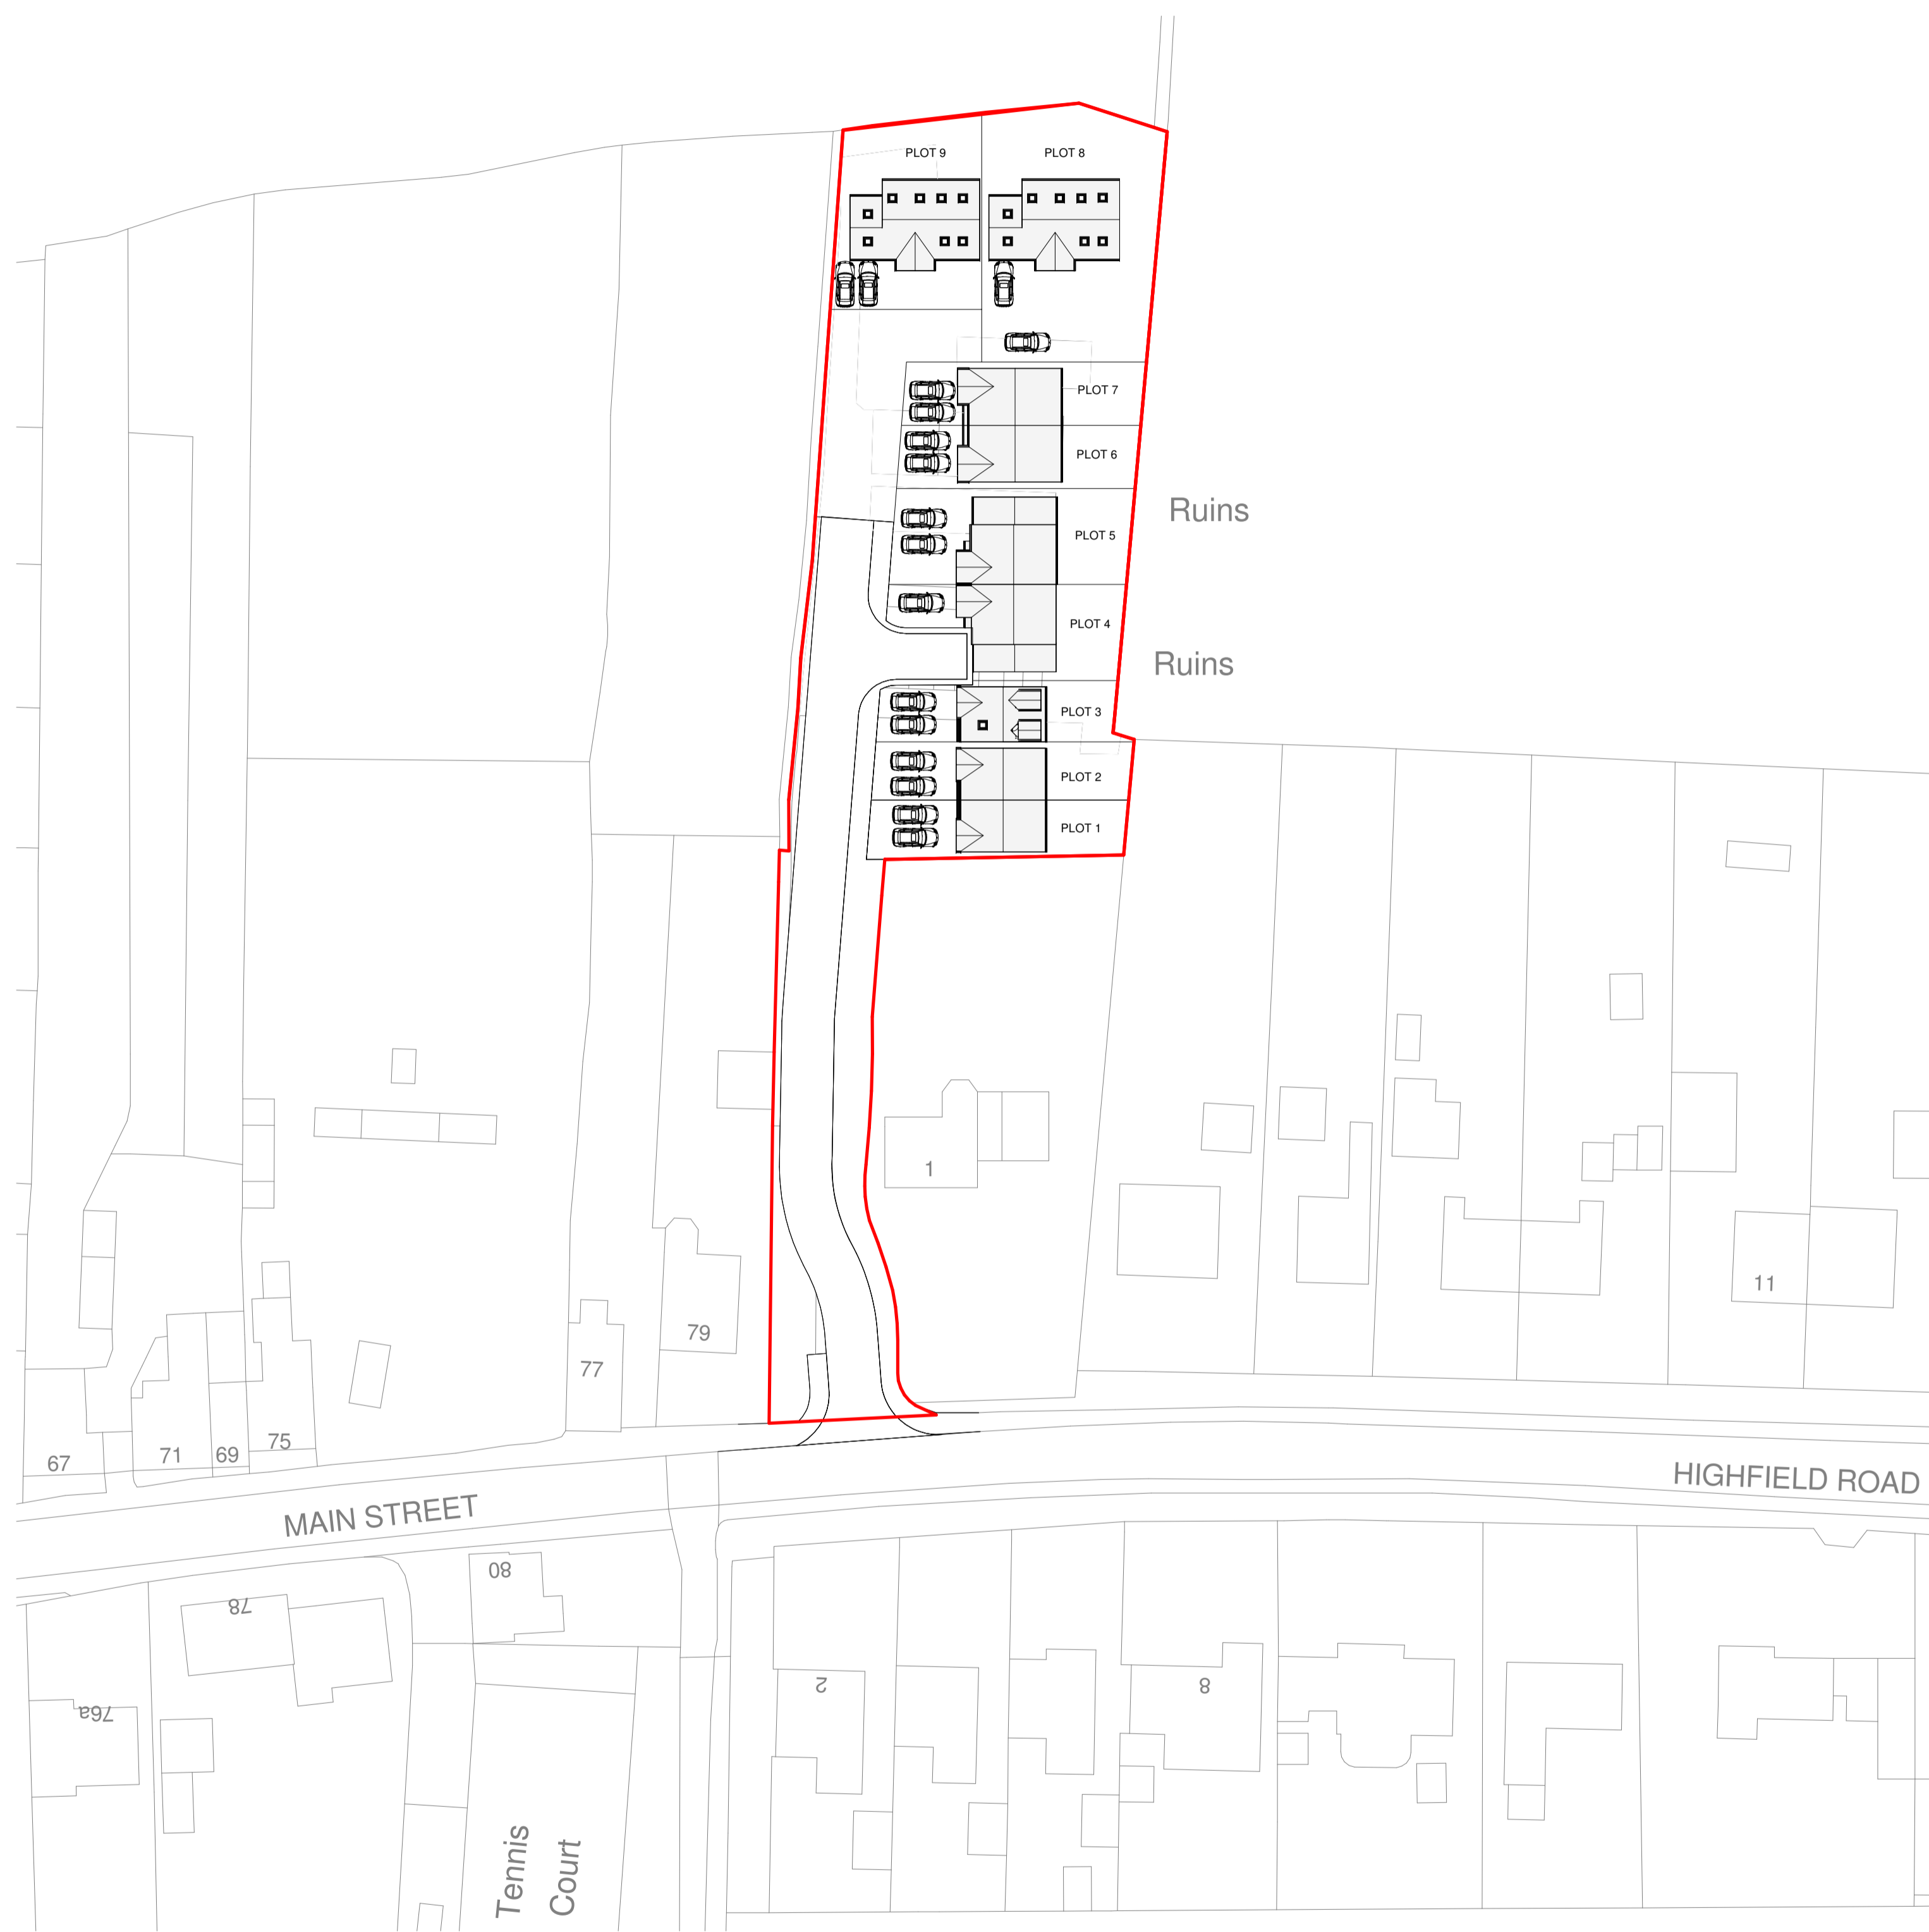 PLOT 9
PLOT 8
PLOT 7
PLOT 6
Ruins
PLOT 5
PLOT 4
Ruins
PLOT 3
PLOT 2
PLOT 1
1
11
79
77
75
69
71
67
HIGHFIELD ROAD
MAIN STREET
80
78
2
8
76a
Tennis
Court